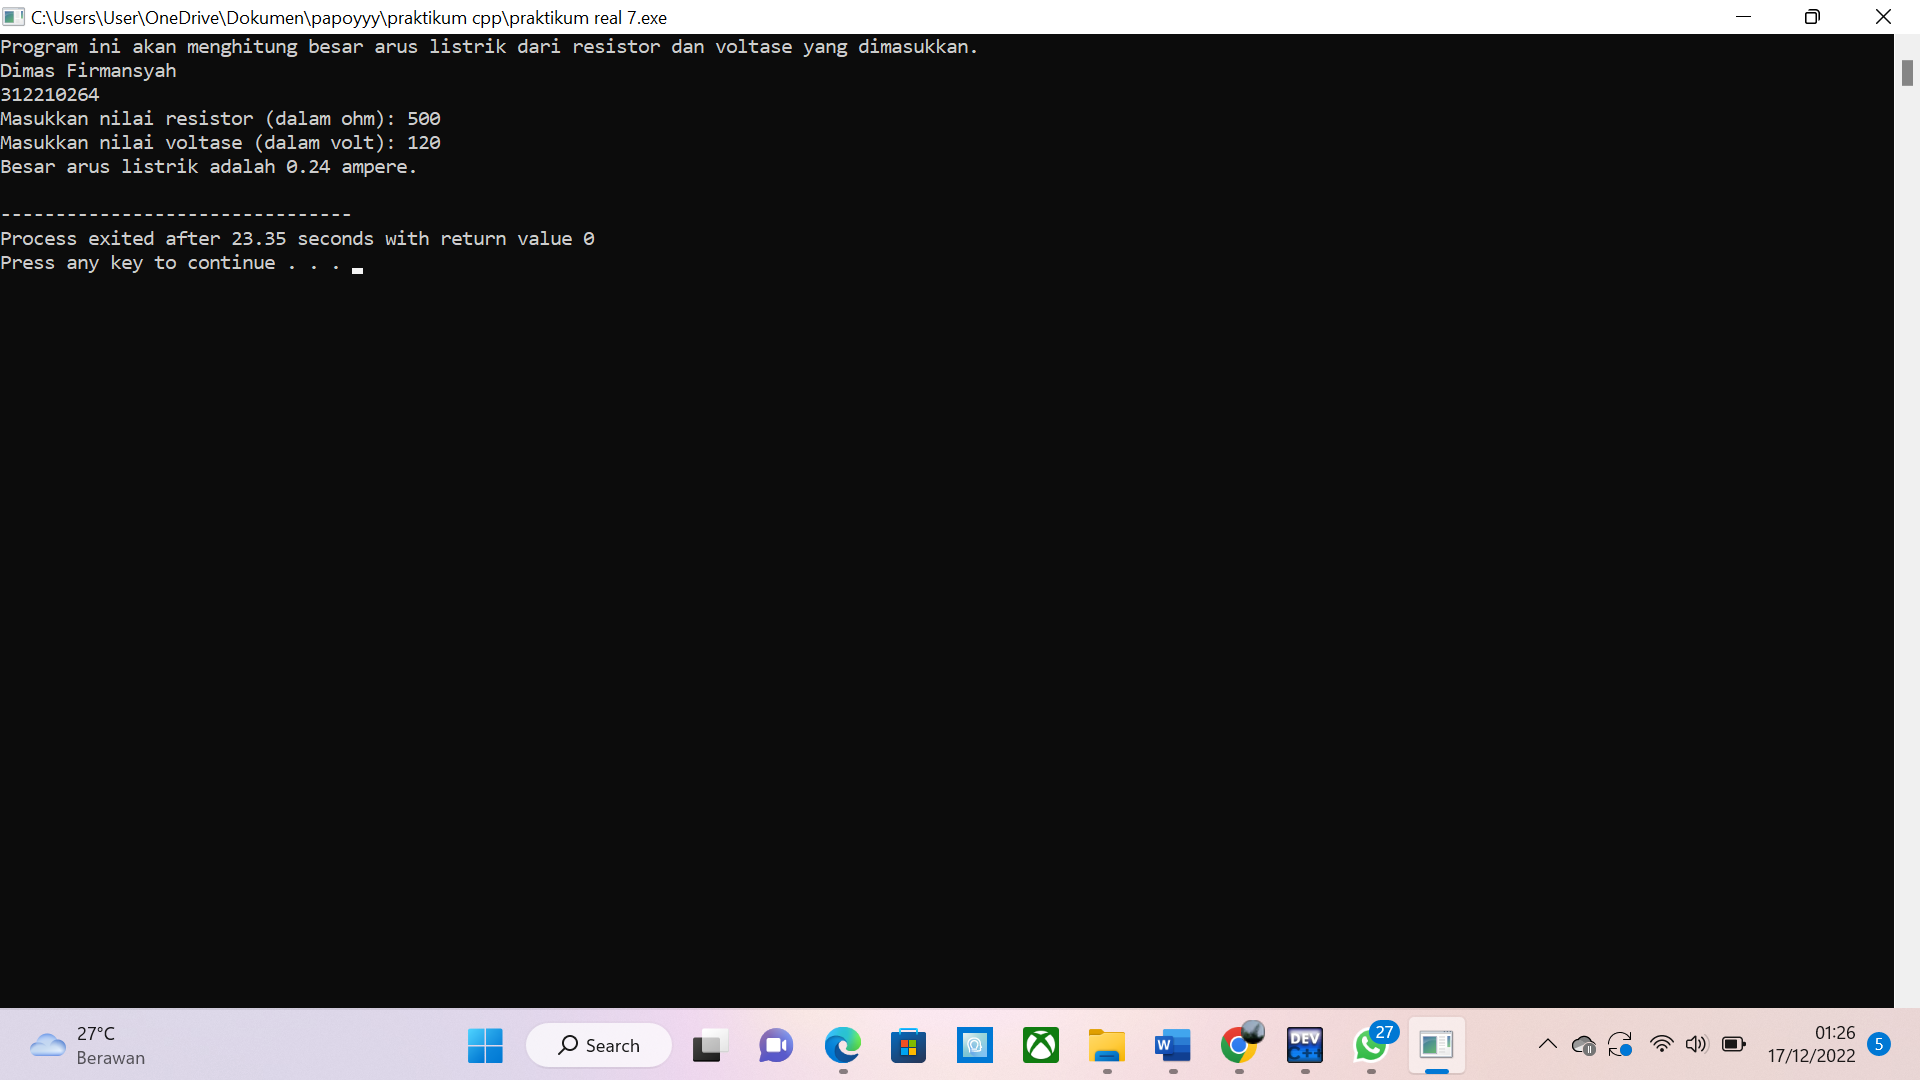 C:\Users\User\OneDrive\Dokumen\papoyyy\praktikum cpp\praktikum real 7.exe
Program ini akan menghitung besar arus listrik dari resistor dan voltase yang dimasukkan.
Dimas Firmansyah
312210264
Masukkan nilai resistor (dalam ohm): 500
Masukkan nilai voltase (dalam volt): 120
Besar arus listrik adalah 0.24 ampere.
--------------------------------
Process exited after 23.35 seconds with return value 0
Press any key to continue . . .
27°C
Berawan
Search
W
DEV
C++
27
01:26
17/12/2022
5